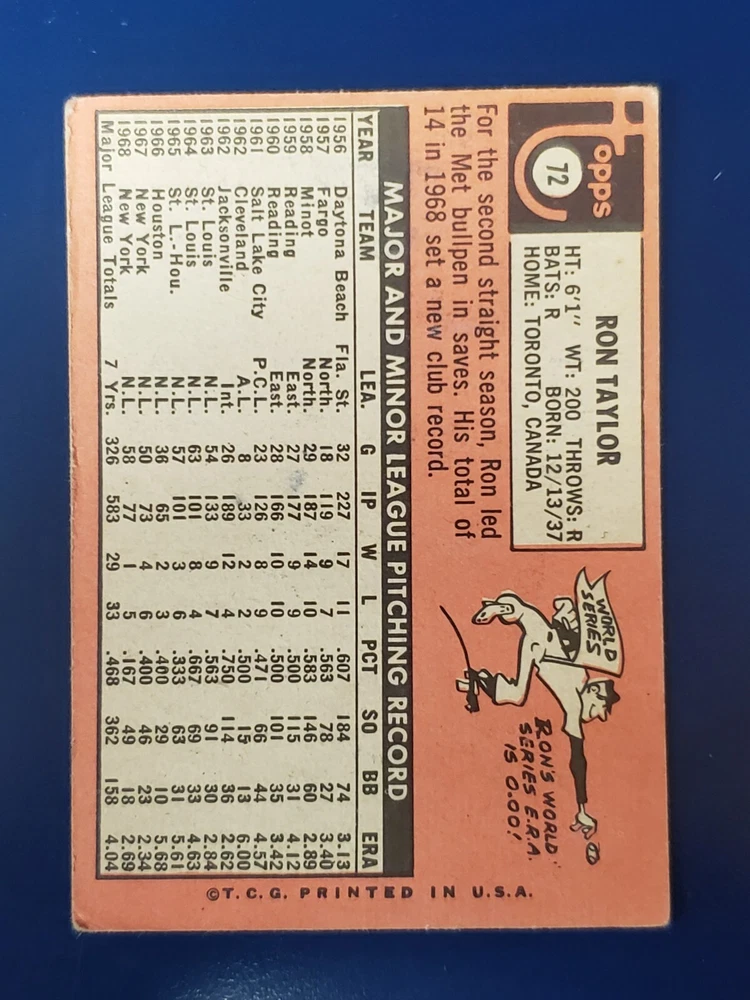 Topps
72
RON TAYLOR
HT: 6'1" WT: 200 THROWS: R
BATS: R BORN: 12/13/37
HOME: TORONTO, CANADA
For the second straight season, Ron led
the Met bullpen in saves. His total of
14 in 1968 set a new club record.
WORLD
SERIES
RON'S WORLD
SERIES E.R.A.
IS 0.00!
MAJOR AND MINOR LEAGUE PITCHING RECORD
YEAR TEAM LEA. G IP W L PCT SO BB ERA
1956 Daytona Beach Fla. St. 32 227 17 11 .607 184 74 3.13
1957 Fargo North. 18 119 9 7 .563 78 27 3.40
1958 Minot North. 29 187 14 10 .583 146 60 2.89
1959 Reading East. 27 177 9 9 .500 115 31 4.12
1960 Reading East. 28 166 10 10 .500 101 35 3.42
1961 Salt Lake City P.C.L. 23 126 8 9 .471 66 44 4.57
1962 Cleveland A.L. 8 33 2 2 .500 15 13 6.00
1962 Jacksonville Int. 26 189 12 4 .750 114 36 2.62
1963 St. Louis N.L. 54 133 9 7 .563 91 30 2.84
1964 St. Louis N.L. 63 101 8 4 .667 69 33 4.63
1965 St. L.-Hou. N.L. 57 101 3 6 .333 63 31 5.61
1966 Houston N.L. 36 65 2 3 .400 29 10 5.68
1967 New York N.L. 50 73 4 6 .400 46 23 2.34
1968 New York N.L. 58 77 1 5 .167 49 18 2.69
Major League Totals 7 Yrs. 326 583 29 33 .468 362 158 4.04
©T.C.G. PRINTED IN U.S.A.